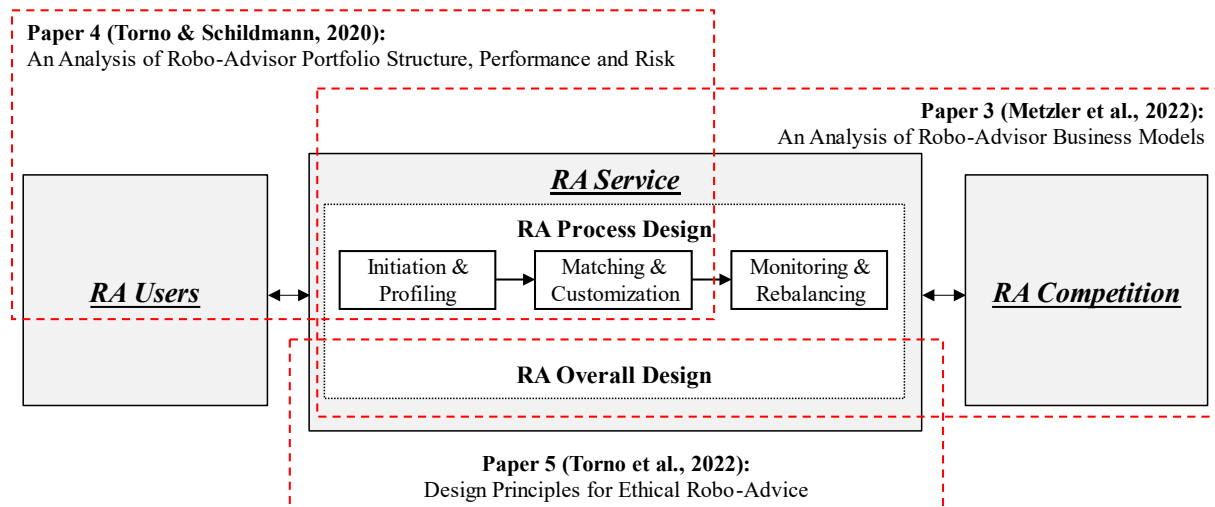 Paper 4 (Torno & Schildmann, 2020):
An Analysis of Robo-Advisor Portfolio Structure, Performance and Risk
Paper 3 (Metzler et al., 2022):
An Analysis of Robo-Advisor Business Models
RA Service
RA Process Design
Initiation &
Profiling
Matching &
Customization
Monitoring &
Rebalancing
RA Users
RA Competition
RA Overall Design
Paper 5 (Torno et al., 2022):
Design Principles for Ethical Robo-Advice